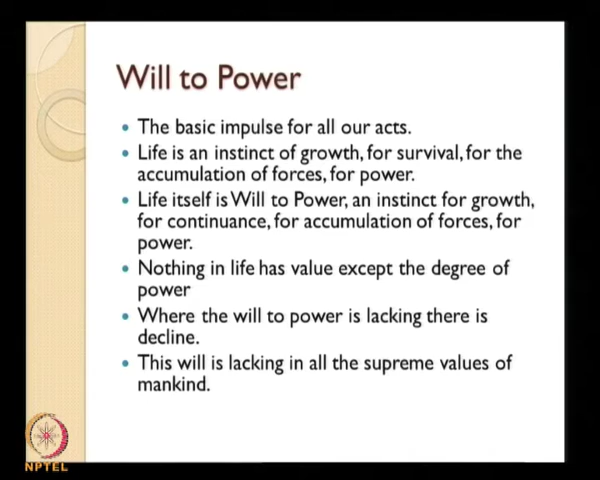 Will to Power
• The basic impulse for all our acts.
• Life is an instinct of growth, for survival, for the
accumulation of forces, for power.
• Life itself is Will to Power, an instinct for growth,
for continuance, for accumulation of forces, for
power.
• Nothing in life has value except the degree of
power
• Where the will to power is lacking there is
decline.
• This will is lacking in all the supreme values of
mankind.
NPTEL